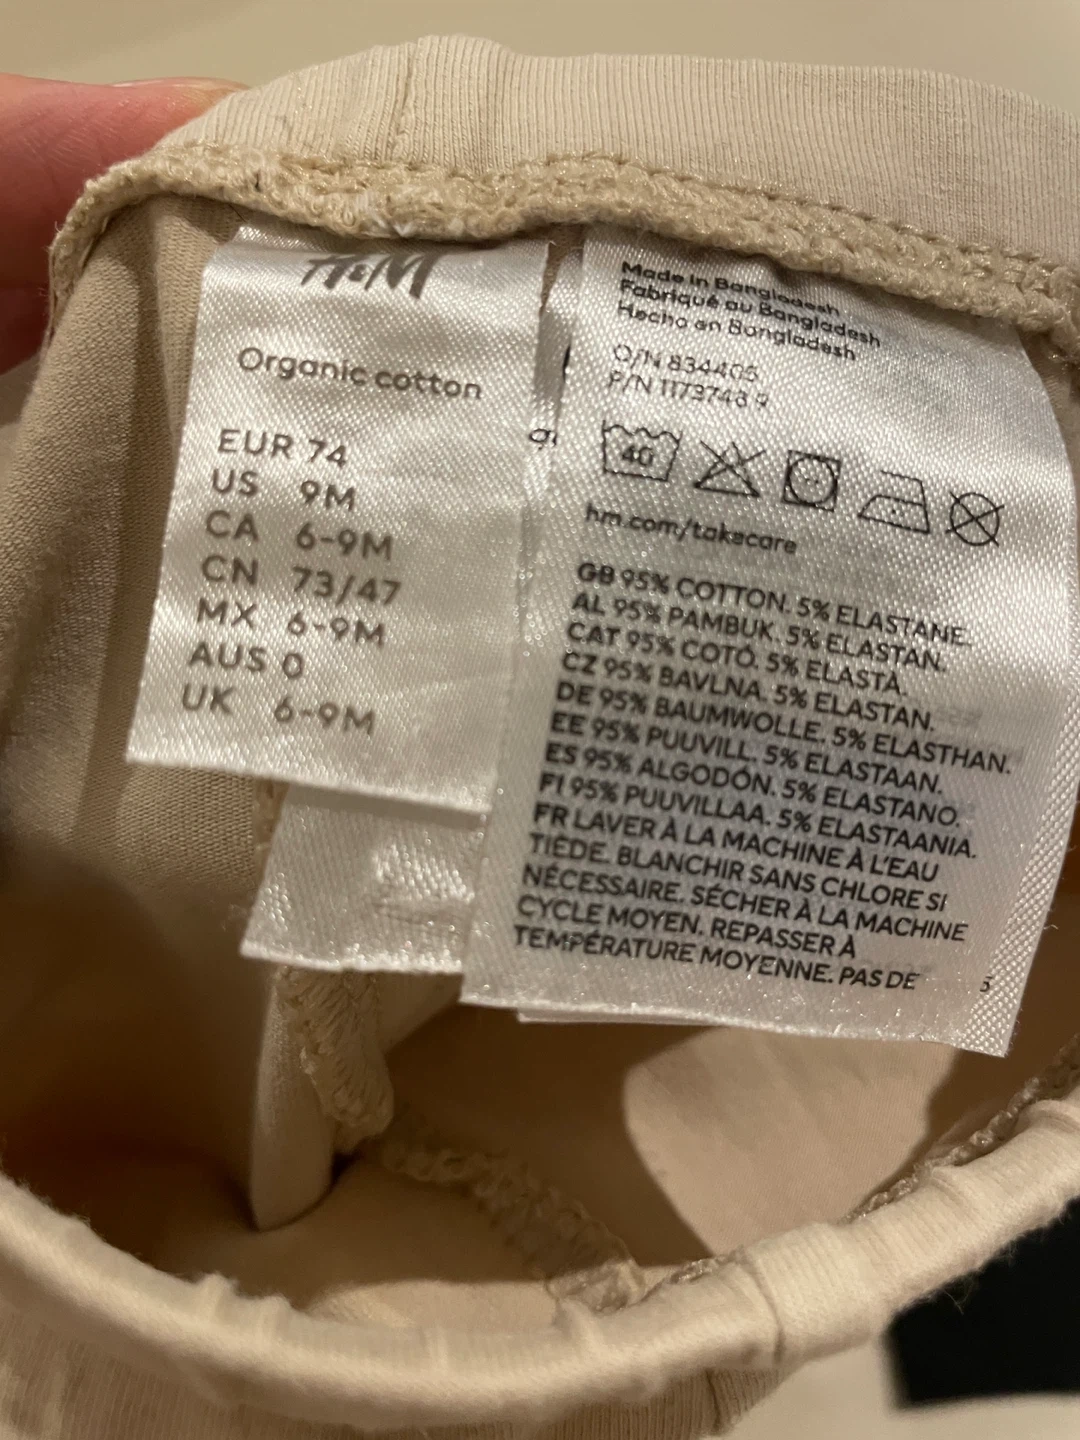 H&M
Organic cotton
EUR 74
US 9M
CA 6-9M
CN 73/47
MX 6-9M
AUS 0
UK 6-9M
Made in Bangladesh
Fabriqué au Bangladesh
Hecho en Bangladesh
O/N 834405
P/N 1173748 9
40
hm.com/takecare
GB 95% COTTON. 5% ELASTANE.
AL 95% PAMBUK. 5% ELASTAN.
CAT 95% COTÓ. 5% ELASTÀ.
CZ 95% BAVLNA. 5% ELASTAN.
DE 95% BAUMWOLLE. 5% ELASTHAN.
EE 95% PUUVILL. 5% ELASTAAN.
ES 95% ALGODÓN. 5% ELASTANO.
FI 95% PUUVILLAA. 5% ELASTAANIA.
FR LAVER À LA MACHINE À L'EAU
TIÈDE. BLANCHIR SANS CHLORE SI
NÉCESSAIRE. SÉCHER À LA MACHINE
CYCLE MOYEN. REPASSER À
TEMPÉRATURE MOYENNE. PAS DE